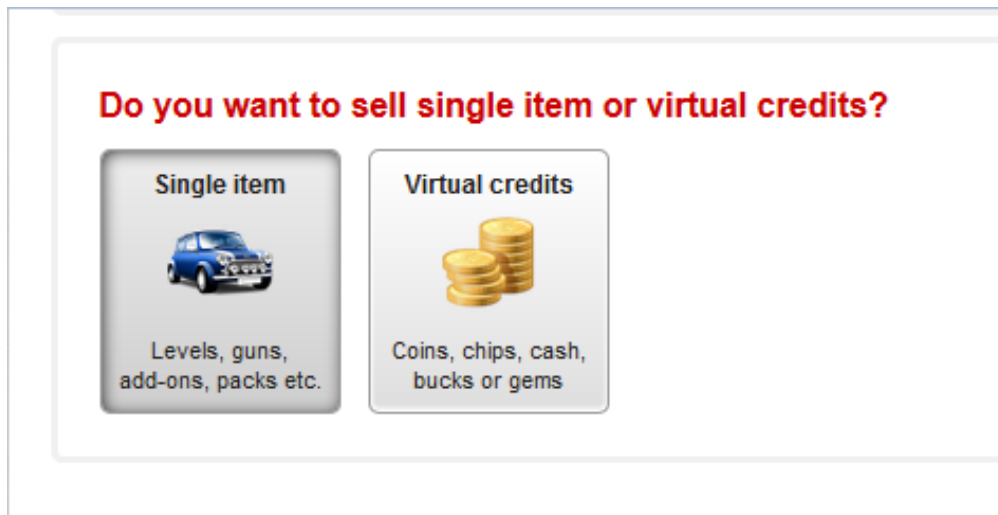 Do you want to sell single item or virtual credits?
Single item
Levels, guns,
add-ons, packs etc.
Virtual credits
Coins, chips, cash,
bucks or gems